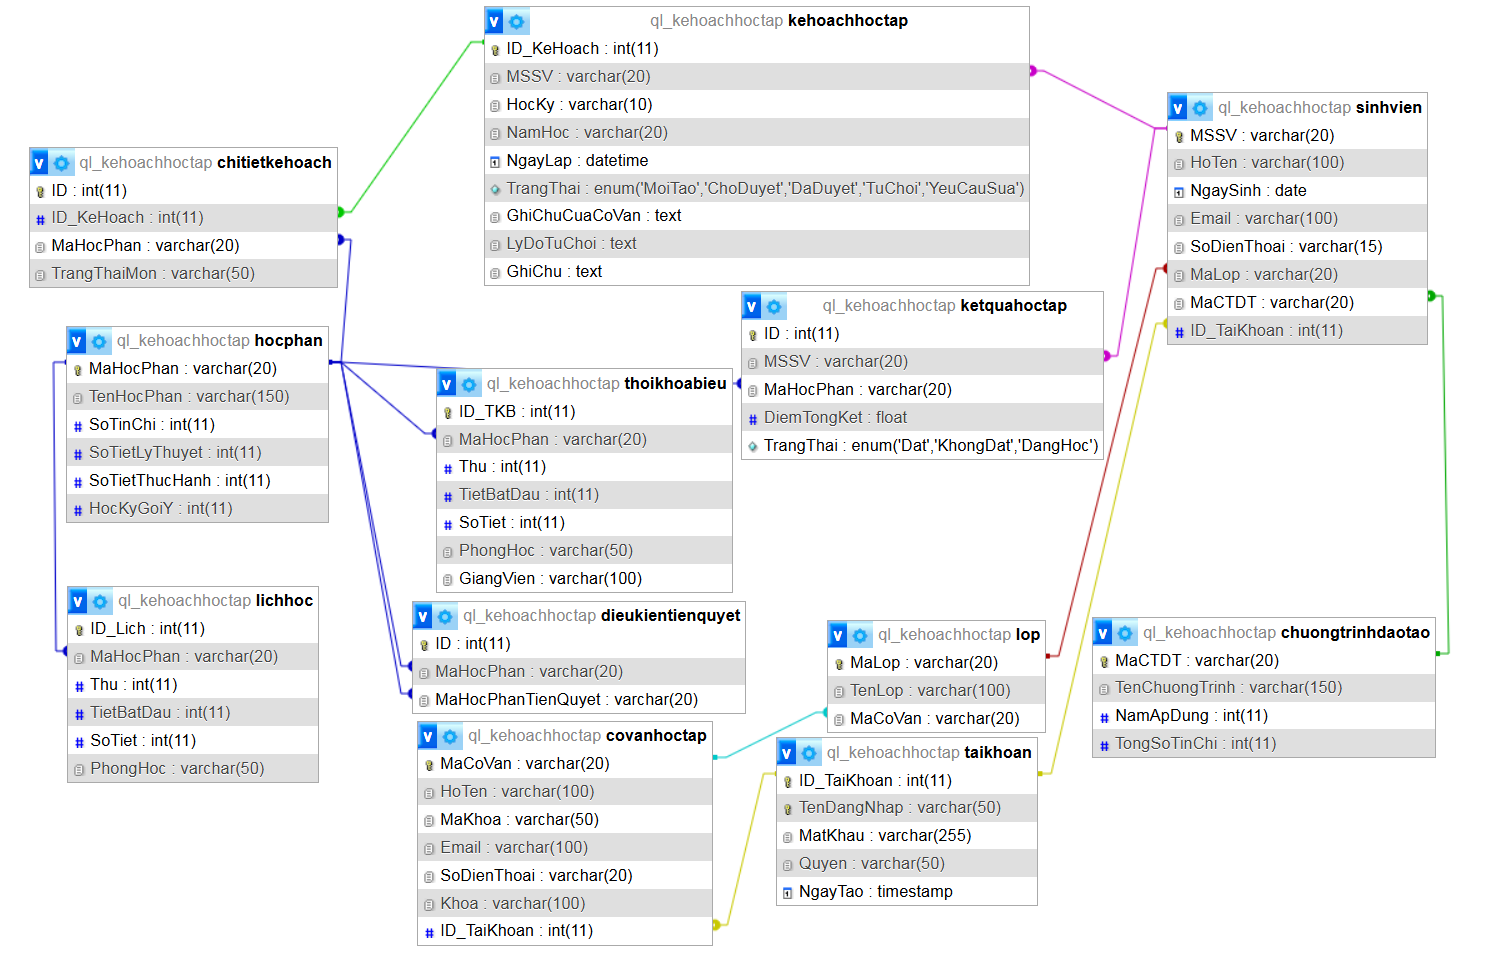 ql_kehoachhoctap kehoachhoctap
ID_KeHoach : int(11)
MSSV : varchar(20)
HocKy : varchar(10)
NamHoc : varchar(20)
NgayLap : datetime
TrangThai : enum('MoiTao','ChoDuyet','DaDuyet','TuChoi','YeuCauSua')
GhiChuCuaCoVan : text
LyDoTuChoi : text
GhiChu : text
ql_kehoachhoctap sinhvien
MSSV : varchar(20)
HoTen : varchar(100)
NgaySinh : date
Email : varchar(100)
SoDienThoai : varchar(15)
MaLop : varchar(20)
MaCTDT : varchar(20)
ID_TaiKhoan : int(11)
ql_kehoachhoctap chitietkehoach
ID : int(11)
ID_KeHoach : int(11)
MaHocPhan : varchar(20)
TrangThaiMon : varchar(50)
ql_kehoachhoctap ketquahoctap
ID : int(11)
MSSV : varchar(20)
MaHocPhan : varchar(20)
DiemTongKet : float
TrangThai : enum('Dat','KhongDat','DangHoc')
ql_kehoachhoctap hocphan
MaHocPhan : varchar(20)
TenHocPhan : varchar(150)
SoTinChi : int(11)
SoTietLyThuyet : int(11)
SoTietThucHanh : int(11)
HocKyGoiY : int(11)
ql_kehoachhoctap thoikhoabieu
ID_TKB : int(11)
MaHocPhan : varchar(20)
Thu : int(11)
TietBatDau : int(11)
SoTiet : int(11)
PhongHoc : varchar(50)
GiangVien : varchar(100)
ql_kehoachhoctap lichhoc
ID_Lich : int(11)
MaHocPhan : varchar(20)
Thu : int(11)
TietBatDau : int(11)
SoTiet : int(11)
PhongHoc : varchar(50)
ql_kehoachhoctap dieukientienquyet
ID : int(11)
MaHocPhan : varchar(20)
MaHocPhanTienQuyet : varchar(20)
ql_kehoachhoctap lop
MaLop : varchar(20)
TenLop : varchar(100)
MaCoVan : varchar(20)
ql_kehoachhoctap chuongtrinhdaotao
MaCTDT : varchar(20)
TenChuongTrinh : varchar(150)
NamApDung : int(11)
TongSoTinChi : int(11)
ql_kehoachhoctap covanhoctap
MaCoVan : varchar(20)
HoTen : varchar(100)
MaKhoa : varchar(50)
Email : varchar(100)
SoDienThoai : varchar(20)
Khoa : varchar(100)
ID_TaiKhoan : int(11)
ql_kehoachhoctap taikhoan
ID_TaiKhoan : int(11)
TenDangNhap : varchar(50)
MatKhau : varchar(255)
Quyen : varchar(50)
NgayTao : timestamp